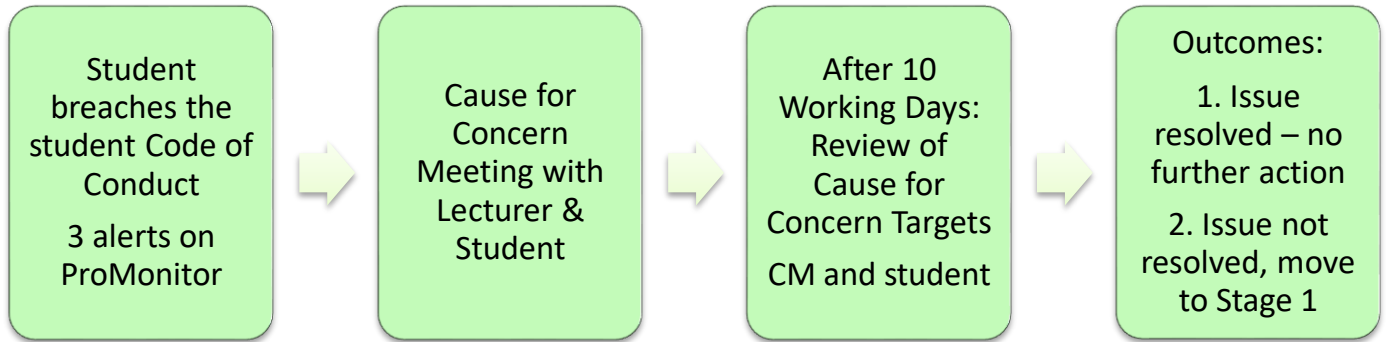 Student
breaches the
student Code of
Conduct
3 alerts on
ProMonitor
Cause for
Concern
Meeting with
Lecturer &
Student
After 10
Working Days:
Review of
Cause for
Concern Targets
CM and student
Outcomes:
1. Issue
resolved – no
further action
2. Issue not
resolved, move
to Stage 1